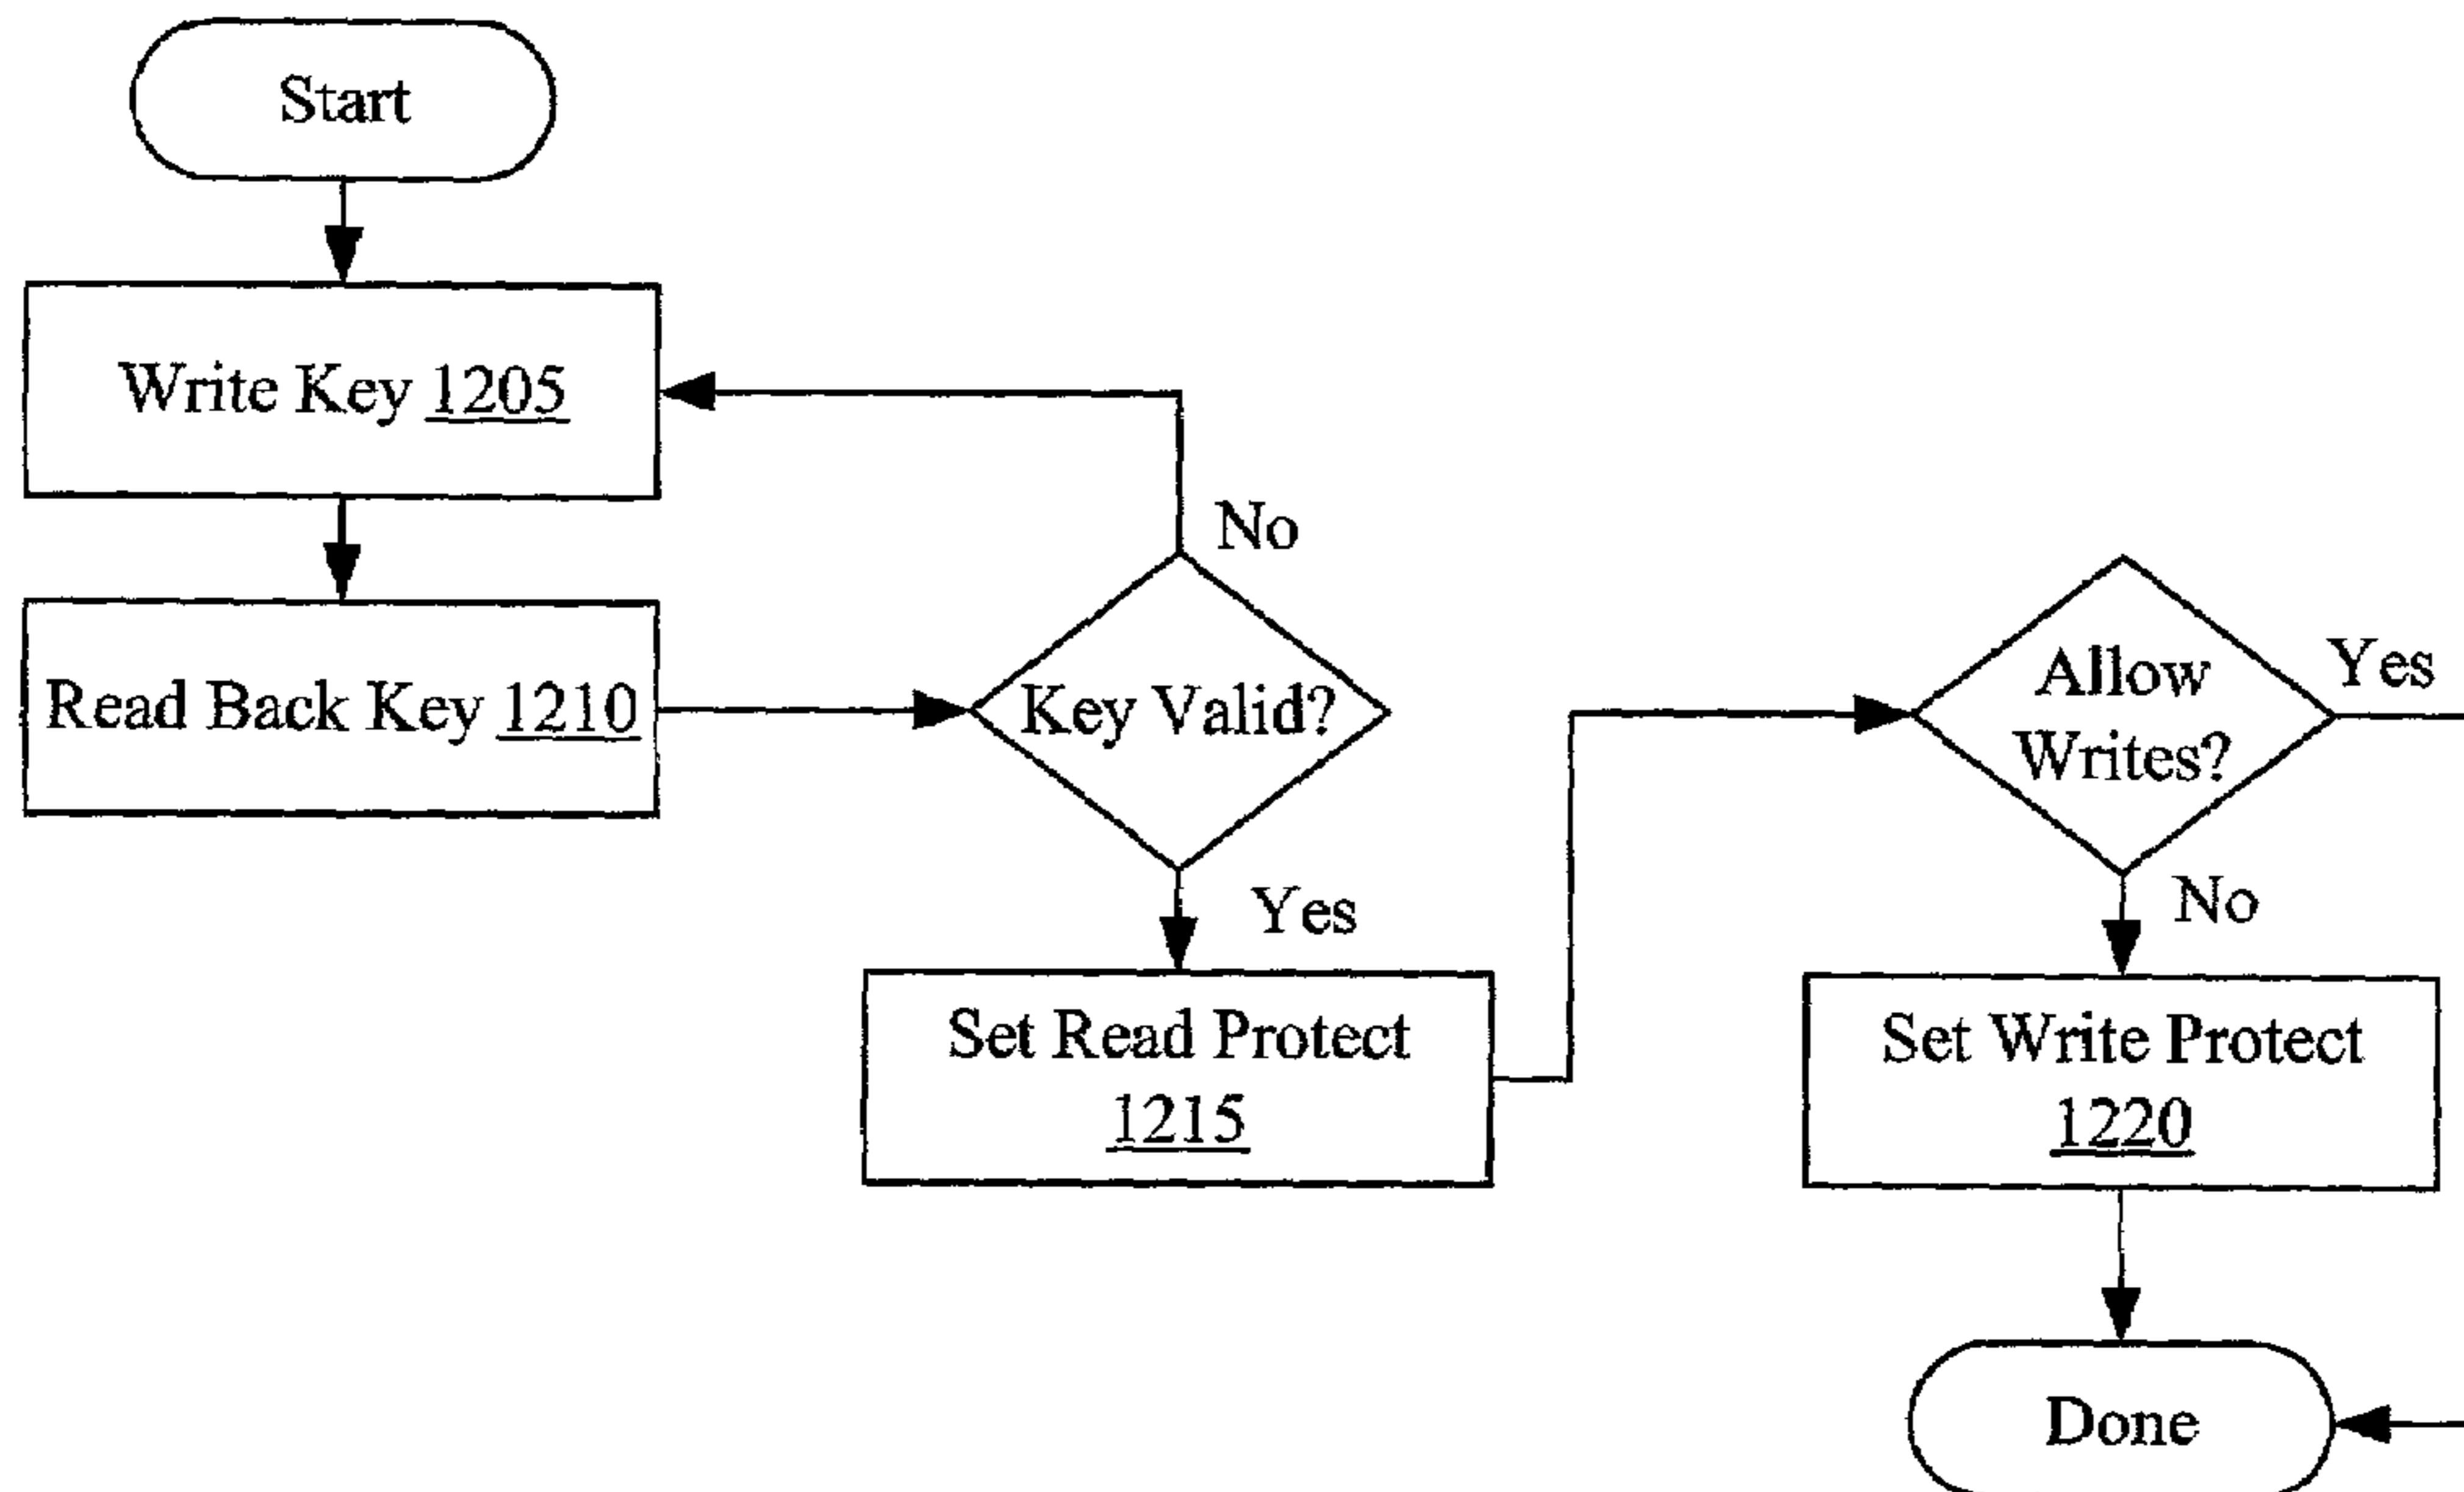 Start
Write Key 1205
No
Read Back Key 1210
Key Valid?
Yes
Set Read Protect
1215
Allow
Writes?
Yes
No
Set Write Protect
1220
Done